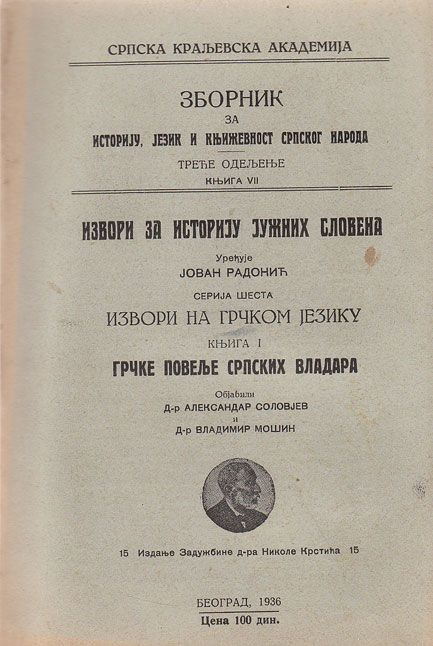 СРПСКА КРАЉЕВСКА АКАДЕМИЈА
ЗБОРНИК
ЗА
ИСТОРИЈУ, ЈЕЗИК И КЊИЖЕВНОСТ СРПСКОГ НАРОДА
ТРЕЋЕ ОДЕЉЕЊЕ
КЊИГА VII
ИЗВОРИ ЗА ИСТОРИЈУ ЈУЖНИХ СЛОВЕНА
Уређује
ЈОВАН РАДОНИЋ
СЕРИЈА ШЕСТА
ИЗВОРИ НА ГРЧКОМ ЈЕЗИКУ
КЊИГА I
ГРЧКЕ ПОВЕЉЕ СРПСКИХ ВЛАДАРА
Објавили
Д-р АЛЕКСАНДАР СОЛОВЈЕВ
и
Д-р ВЛАДИМИР МОШИН
15 Издање Задужбине д-ра Николе Крстића 15
БЕОГРАД, 1936
Цена 100 дин.